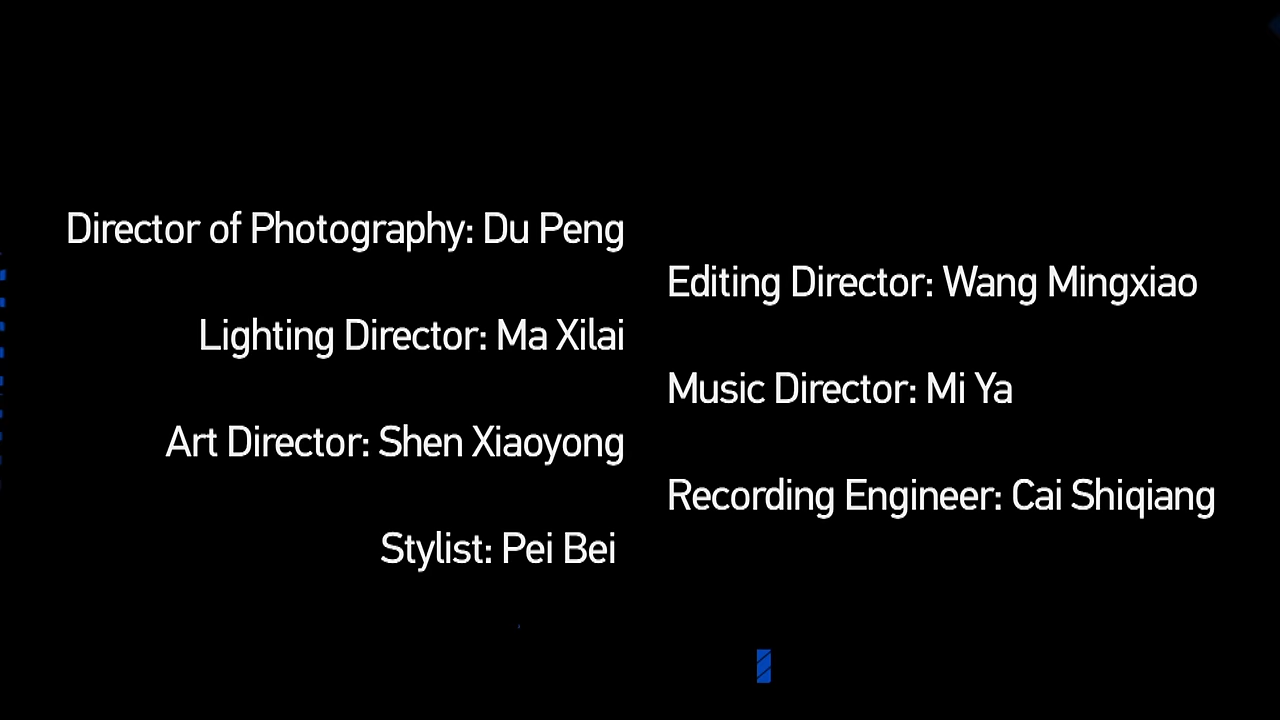 Director of Photography: Du Peng
Editing Director: Wang Mingxiao
Lighting Director: Ma Xilai
Music Director: Mi Ya
Art Director: Shen Xiaoyong
Recording Engineer: Cai Shiqiang
Stylist: Pei Bei